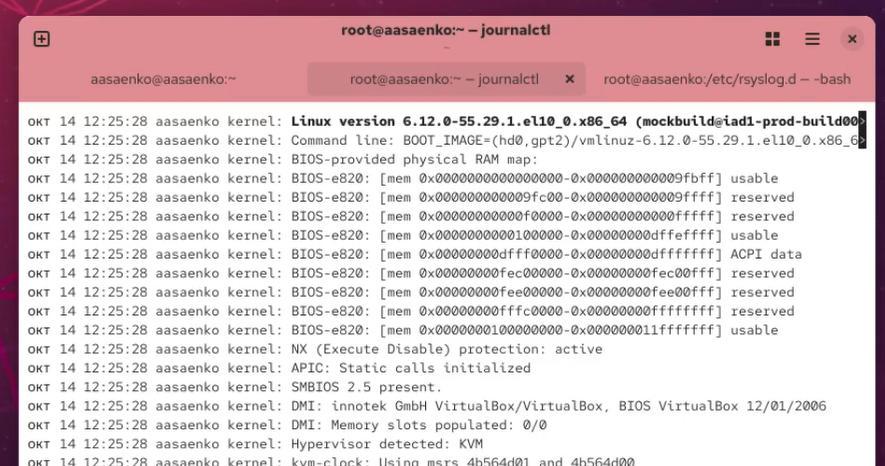 root@aasaenko:~ — journalctl
~
aasaenko@aasaenko:~
root@aasaenko:~ — journalctl
root@aasaenko:/etc/rsyslog.d — -bash
окт 14 12:25:28 aasaenko kernel: Linux version 6.12.0-55.29.1.el10_0.x86_64 (mockbuild@iad1-prod-build00>
окт 14 12:25:28 aasaenko kernel: Command line: BOOT_IMAGE=(hd0,gpt2)/vmlinuz-6.12.0-55.29.1.el10_0.x86_6>
окт 14 12:25:28 aasaenko kernel: BIOS-provided physical RAM map:
окт 14 12:25:28 aasaenko kernel: BIOS-e820: [mem 0x0000000000000000-0x000000000009fbff] usable
окт 14 12:25:28 aasaenko kernel: BIOS-e820: [mem 0x000000000009fc00-0x000000000009ffff] reserved
окт 14 12:25:28 aasaenko kernel: BIOS-e820: [mem 0x00000000000f0000-0x00000000000fffff] reserved
окт 14 12:25:28 aasaenko kernel: BIOS-e820: [mem 0x0000000000100000-0x00000000dffeffff] usable
окт 14 12:25:28 aasaenko kernel: BIOS-e820: [mem 0x00000000dfff0000-0x00000000dfffffff] ACPI data
окт 14 12:25:28 aasaenko kernel: BIOS-e820: [mem 0x00000000fec00000-0x00000000fec00fff] reserved
окт 14 12:25:28 aasaenko kernel: BIOS-e820: [mem 0x00000000fee00000-0x00000000fee00fff] reserved
окт 14 12:25:28 aasaenko kernel: BIOS-e820: [mem 0x00000000fffc0000-0x00000000ffffffff] reserved
окт 14 12:25:28 aasaenko kernel: BIOS-e820: [mem 0x0000000100000000-0x000000011fffffff] usable
окт 14 12:25:28 aasaenko kernel: NX (Execute Disable) protection: active
окт 14 12:25:28 aasaenko kernel: APIC: Static calls initialized
окт 14 12:25:28 aasaenko kernel: SMBIOS 2.5 present.
окт 14 12:25:28 aasaenko kernel: DMI: innotek GmbH VirtualBox/VirtualBox, BIOS VirtualBox 12/01/2006
окт 14 12:25:28 aasaenko kernel: DMI: Memory slots populated: 0/0
окт 14 12:25:28 aasaenko kernel: Hypervisor detected: KVM
окт 14 12:25:28 aasaenko kernel: kvm-clock: Using msrs 4b564d01 and 4b564d00